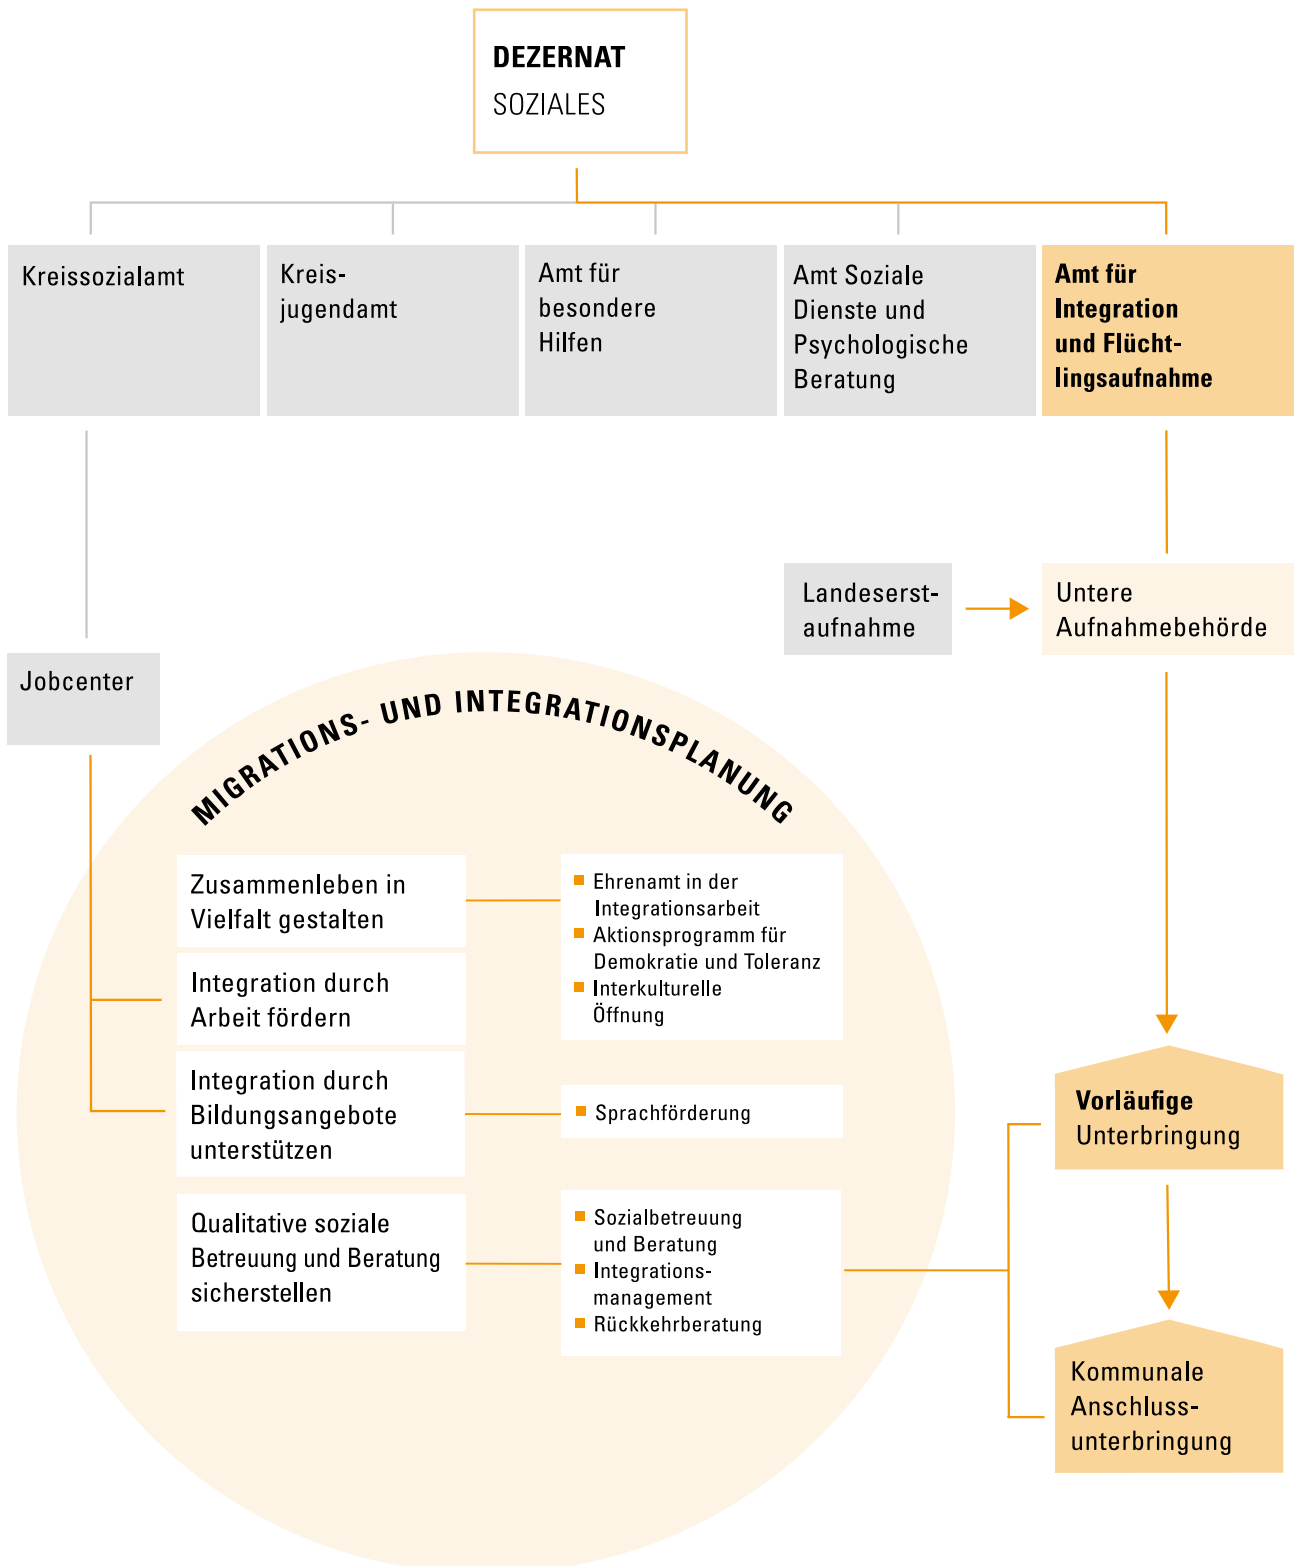 DEZERNAT
SOZIALES
Kreissozialamt
Kreis-
jugendamt
Amt für
besondere
Hilfen
Amt Soziale
Dienste und
Psychologische
Beratung
Amt für
Integration
und Flücht-
lingsaufnahme
Landeserst-
aufnahme
Untere
Aufnahmebehörde
Jobcenter
MIGRATIONS- UND INTEGRATIONSPLANUNG
Zusammenleben in
Vielfalt gestalten
■ Ehrenamt in der
Integrationsarbeit
■ Aktionsprogramm für
Demokratie und Toleranz
■ Interkulturelle
Öffnung
Integration durch
Arbeit fördern
Integration durch
Bildungsangebote
unterstützen
■ Sprachförderung
Qualitative soziale
Betreuung und Beratung
sicherstellen
■ Sozialbetreuung
und Beratung
■ Integrations-
management
■ Rückkehrberatung
Vorläufige
Unterbringung
Kommunale
Anschluss-
unterbringung